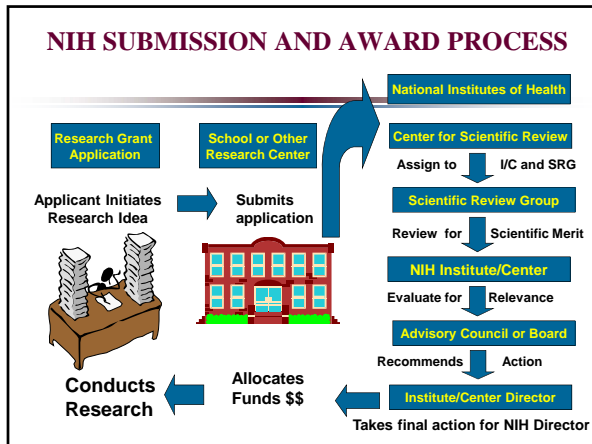 NIH SUBMISSION AND AWARD PROCESS
National Institutes of Health
Research Grant
Application
School or Other
Research Center
Center for Scientific Review
Assign to I/C and SRG
Applicant Initiates
Research Idea
Submits
application
Scientific Review Group
Review for Scientific Merit
NIH Institute/Center
Evaluate for Relevance
Advisory Council or Board
Recommends Action
Institute/Center Director
Takes final action for NIH Director
Allocates
Funds $$
Conducts
Research